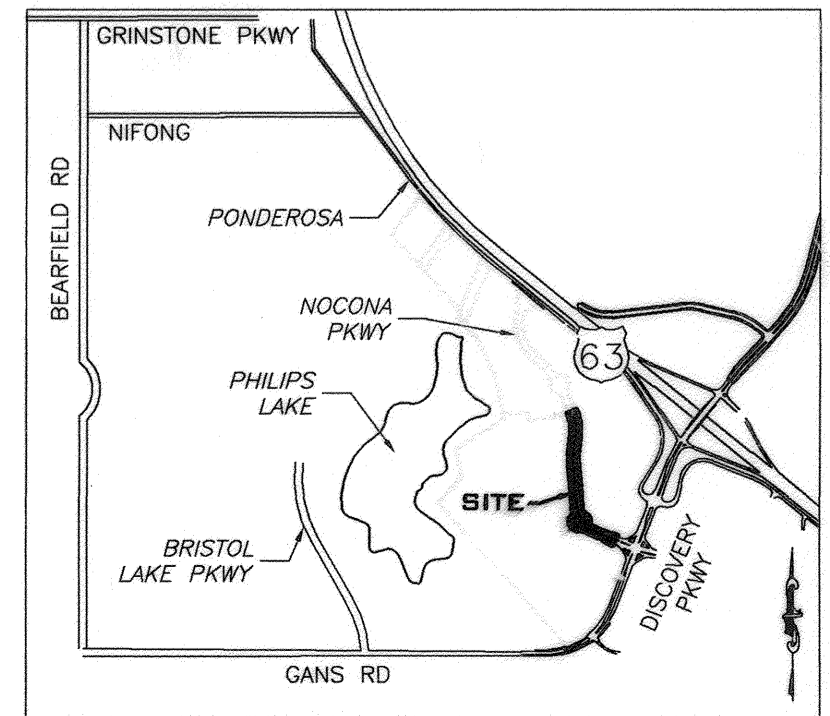 GRINSTONE PKWY
NIFONG
BEARFIELD RD
PONDEROSA
NOCONA
PKWY
63
PHILIPS
LAKE
SITE
BRISTOL
LAKE PKWY
DISCOVERY
PKWY
GANS RD